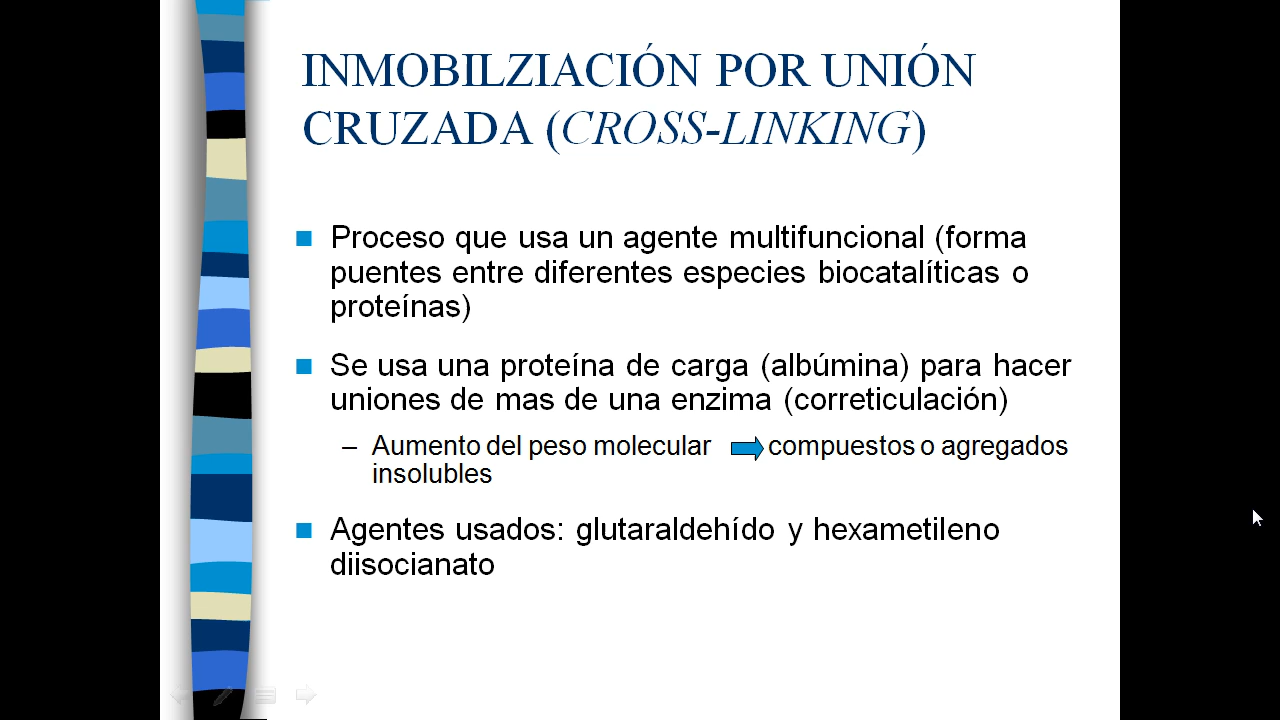 INMOBILZIACIÓN POR UNIÓN
CRUZADA (CROSS-LINKING)
Proceso que usa un agente multifuncional (forma
puentes entre diferentes especies biocatalíticas o
proteínas)
Se usa una proteína de carga (albúmina) para hacer
uniones de mas de una enzima (correticulación)
– Aumento del peso molecular compuestos o agregados
insolubles
Agentes usados: glutaraldehído y hexametileno
diisocianato